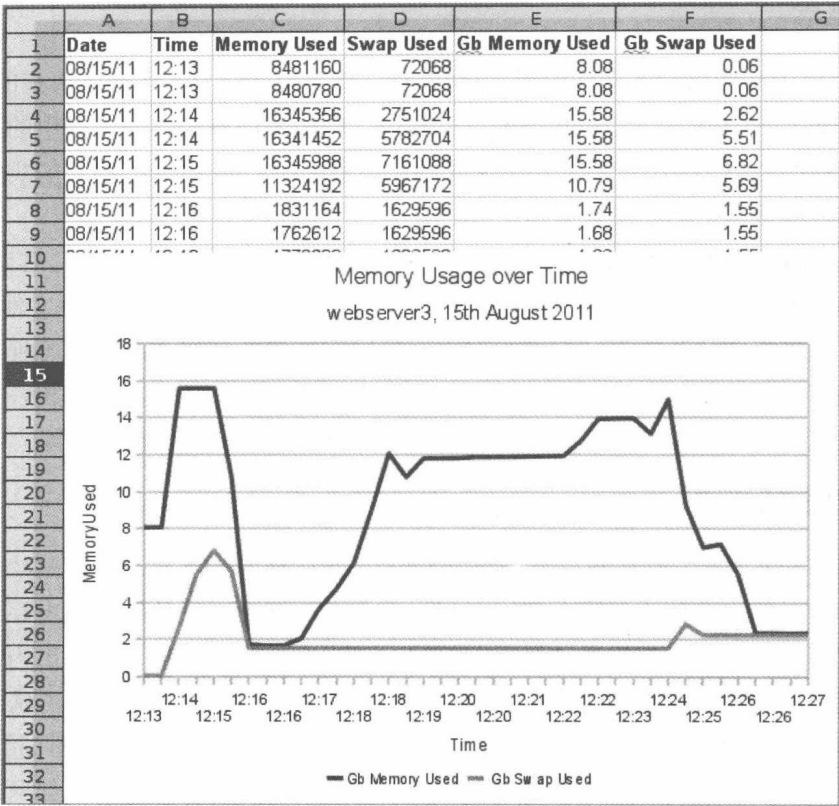 A B C D E F G
1 Date Time Memory Used Swap Used Gb Memory Used Gb Swap Used
2 08/15/11 12:13 8481160 72068 8.08 0.06
3 08/15/11 12:13 8480780 72068 8.08 0.06
4 08/15/11 12:14 16345356 2751024 15.58 2.62
5 08/15/11 12:14 16341452 5782704 15.58 5.51
6 08/15/11 12:15 16345988 7161088 15.58 6.82
7 08/15/11 12:15 11324192 5967172 10.79 5.69
8 08/15/11 12:16 1831164 1629596 1.74 1.55
9 08/15/11 12:16 1762612 1629596 1.68 1.55
10
11
12
13
14
15
16
17
18
19
20
21
22
23
24
25
26
27
28
29
30
31
32
33
Memory Usage over Time
webserver3, 15th August 2011
MemoryUsed
18
16
14
12
10
8
6
4
2
0
12:14 12:16 12:17 12:18 12:20 12:21 12:22 12:24 12:26 12:27
12:13 12:15 12:16 12:18 12:19 12:20 12:22 12:23 12:25 12:26
Time
Gb Memory Used Gb Swap Used